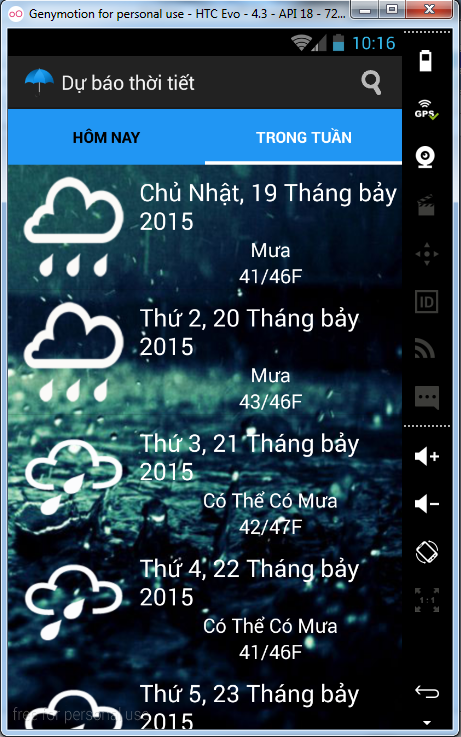 Genymotion for personal use - HTC Evo - 4.3 - API 18 - 72...
10:16
Dự báo thời tiết
GPS
HÔM NAY
TRONG TUẦN
Chủ Nhật, 19 Tháng bảy
2015
Mưa
41/46F
ID
Thứ 2, 20 Tháng bảy
2015
Mưa
43/46F
Thứ 3, 21 Tháng bảy
2015
Có Thể Có Mưa
42/47F
Thứ 4, 22 Tháng bảy
2015
1:1
Có Thể Có Mưa
41/46F
Thứ 5, 23 Tháng bảy
2015
free for personal use